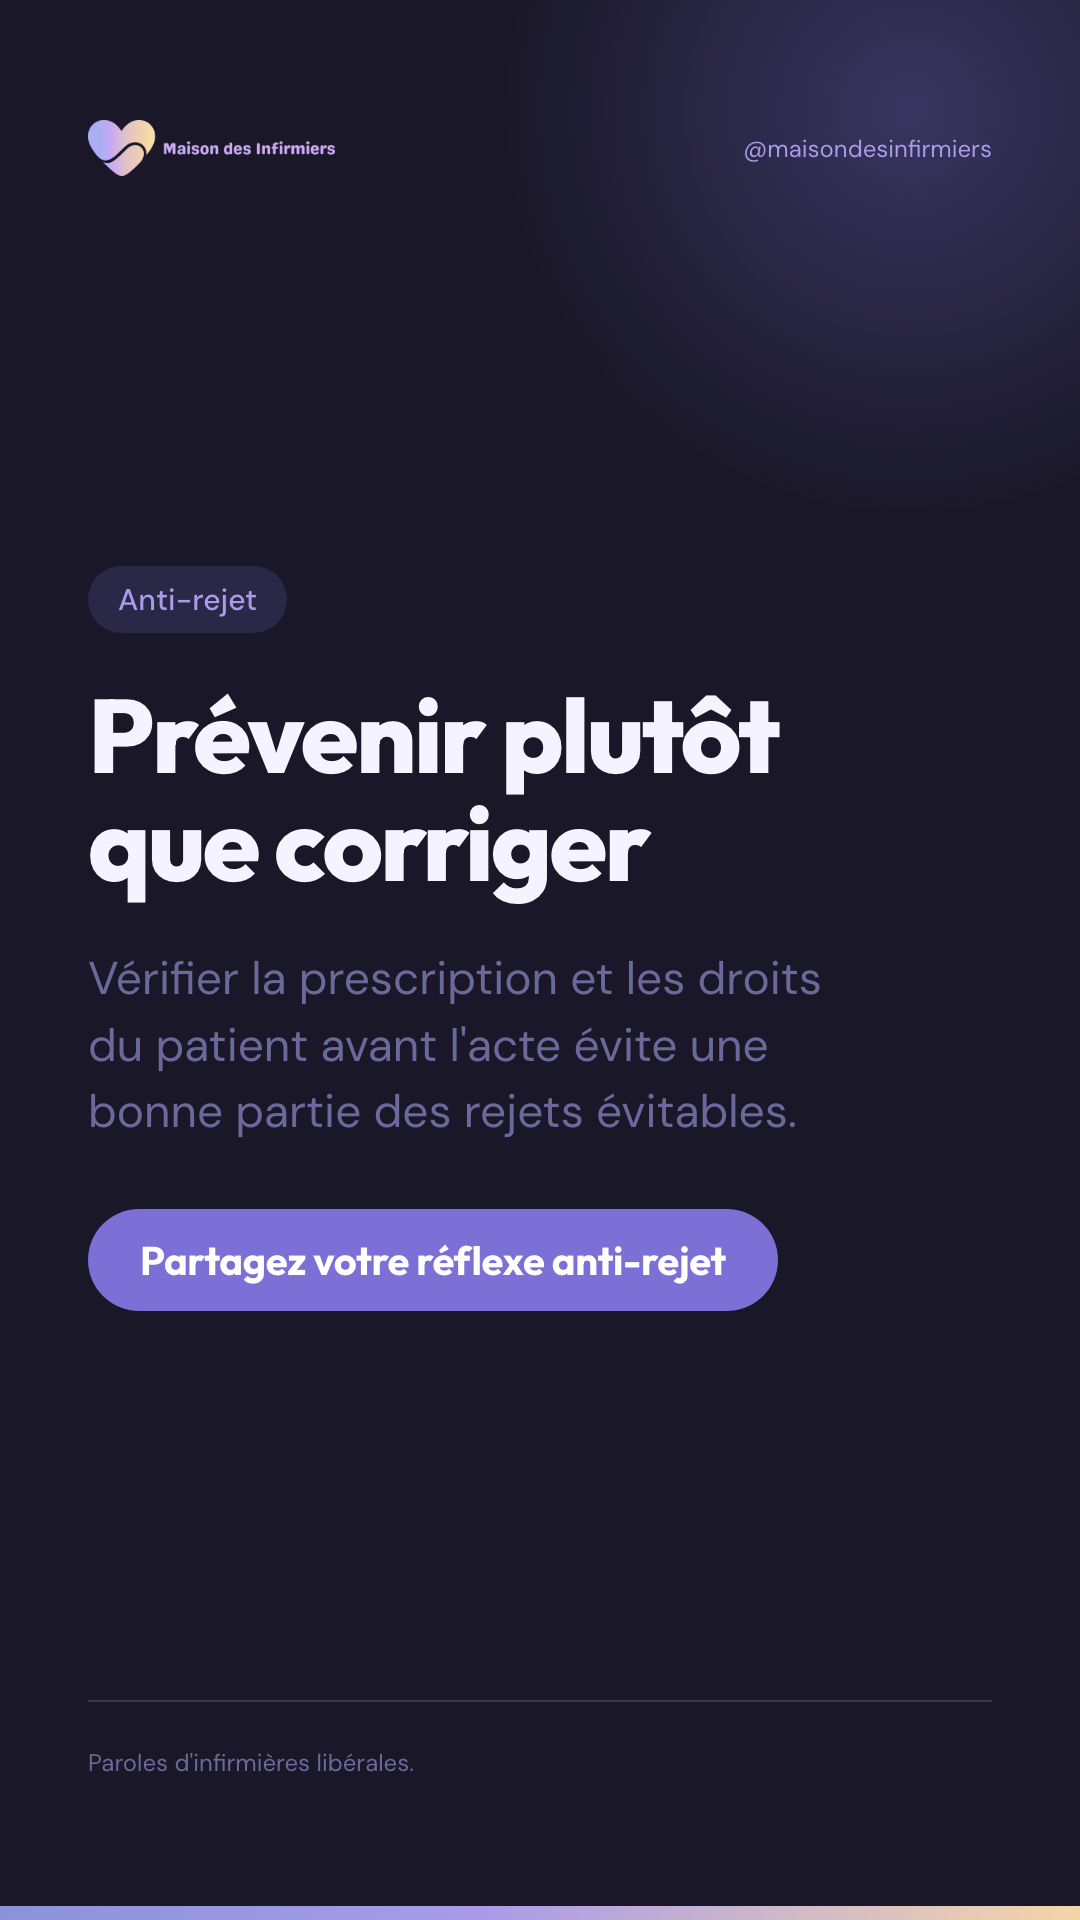 Maison des Infirmiers
@maisondesinfirmiers
Anti-rejet
Prévenir plutôt
que corriger
Vérifier la prescription et les droits
du patient avant l'acte évite une
bonne partie des rejets évitables.
Partagez votre réflexe anti-rejet
Paroles d'infirmières libérales.